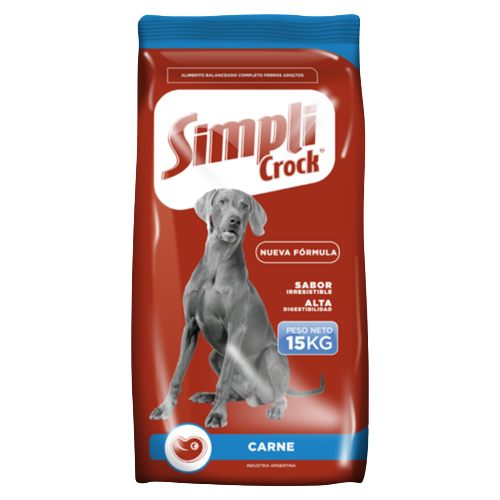 ALIMENTO BALANCEADO COMPLETO PERROS ADULTOS
Simpli
Crock
NUEVA FÓRMULA
SABOR
IRRESISTIBLE
ALTA
DIGESTIBILIDAD
PESO NETO
15KG
CARNE
INDUSTRIA ARGENTINA